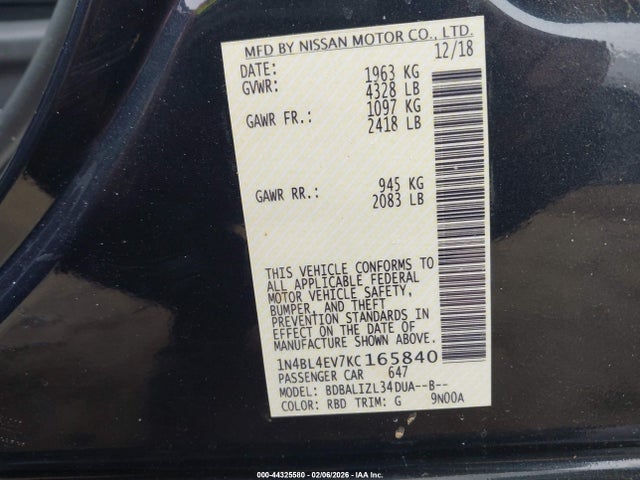 MFD BY NISSAN MOTOR CO., LTD.
DATE: 12/18
GVWR: 1963 KG
4328 LB
GAWR FR.: 1097 KG
2418 LB
GAWR RR.: 945 KG
2083 LB
THIS VEHICLE CONFORMS TO
ALL APPLICABLE FEDERAL
MOTOR VEHICLE SAFETY,
BUMPER, AND THEFT
PREVENTION STANDARDS IN
EFFECT ON THE DATE OF
MANUFACTURE SHOWN ABOVE.
1N4BL4EV7KC165840
PASSENGER CAR 647
MODEL: BDBALIZL34DUA--B--
COLOR: RBD TRIM: G 9N00A
000-44325580 - 02/06/2026 - IAA Inc.